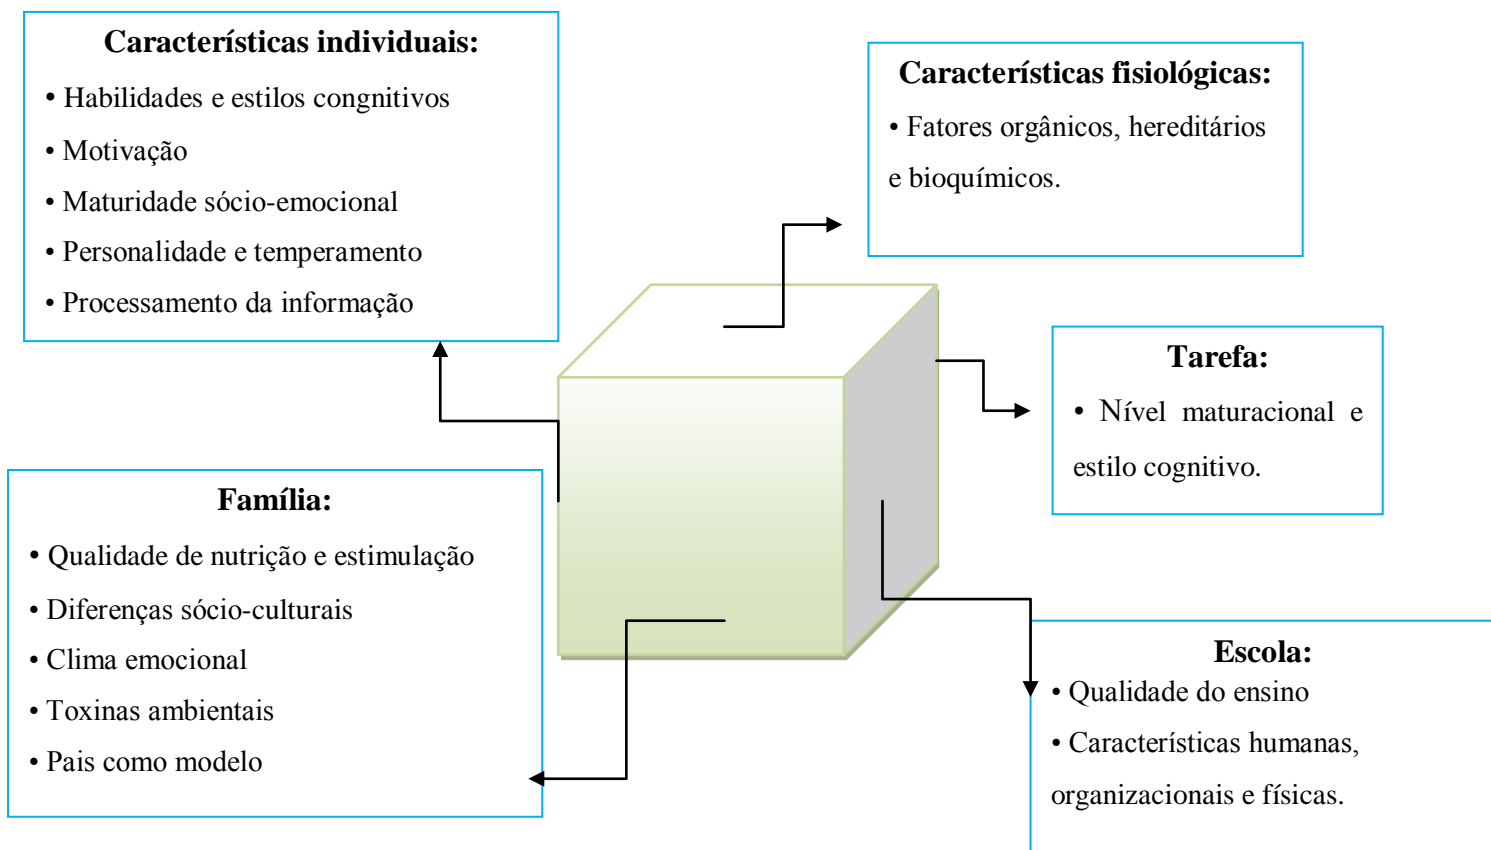 Características individuais:
• Habilidades e estilos congnitivos
• Motivação
• Maturidade sócio-emocional
• Personalidade e temperamento
• Processamento da informação
Características fisiológicas:
• Fatores orgânicos, hereditários
e bioquímicos.
Tarefa:
• Nível maturacional e
estilo cognitivo.
Família:
• Qualidade de nutrição e estimulação
• Diferenças sócio-culturais
• Clima emocional
• Toxinas ambientais
• Pais como modelo
Escola:
• Qualidade do ensino
• Características humanas,
organizacionais e físicas.